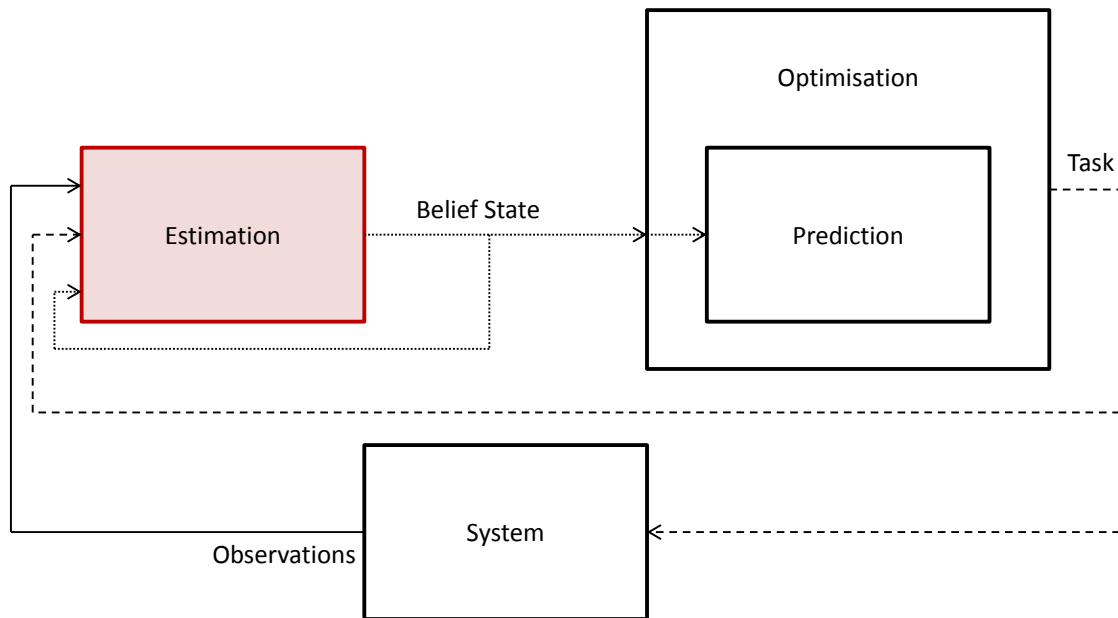 Optimisation
Task
Belief State
Estimation
Prediction
System
Observations